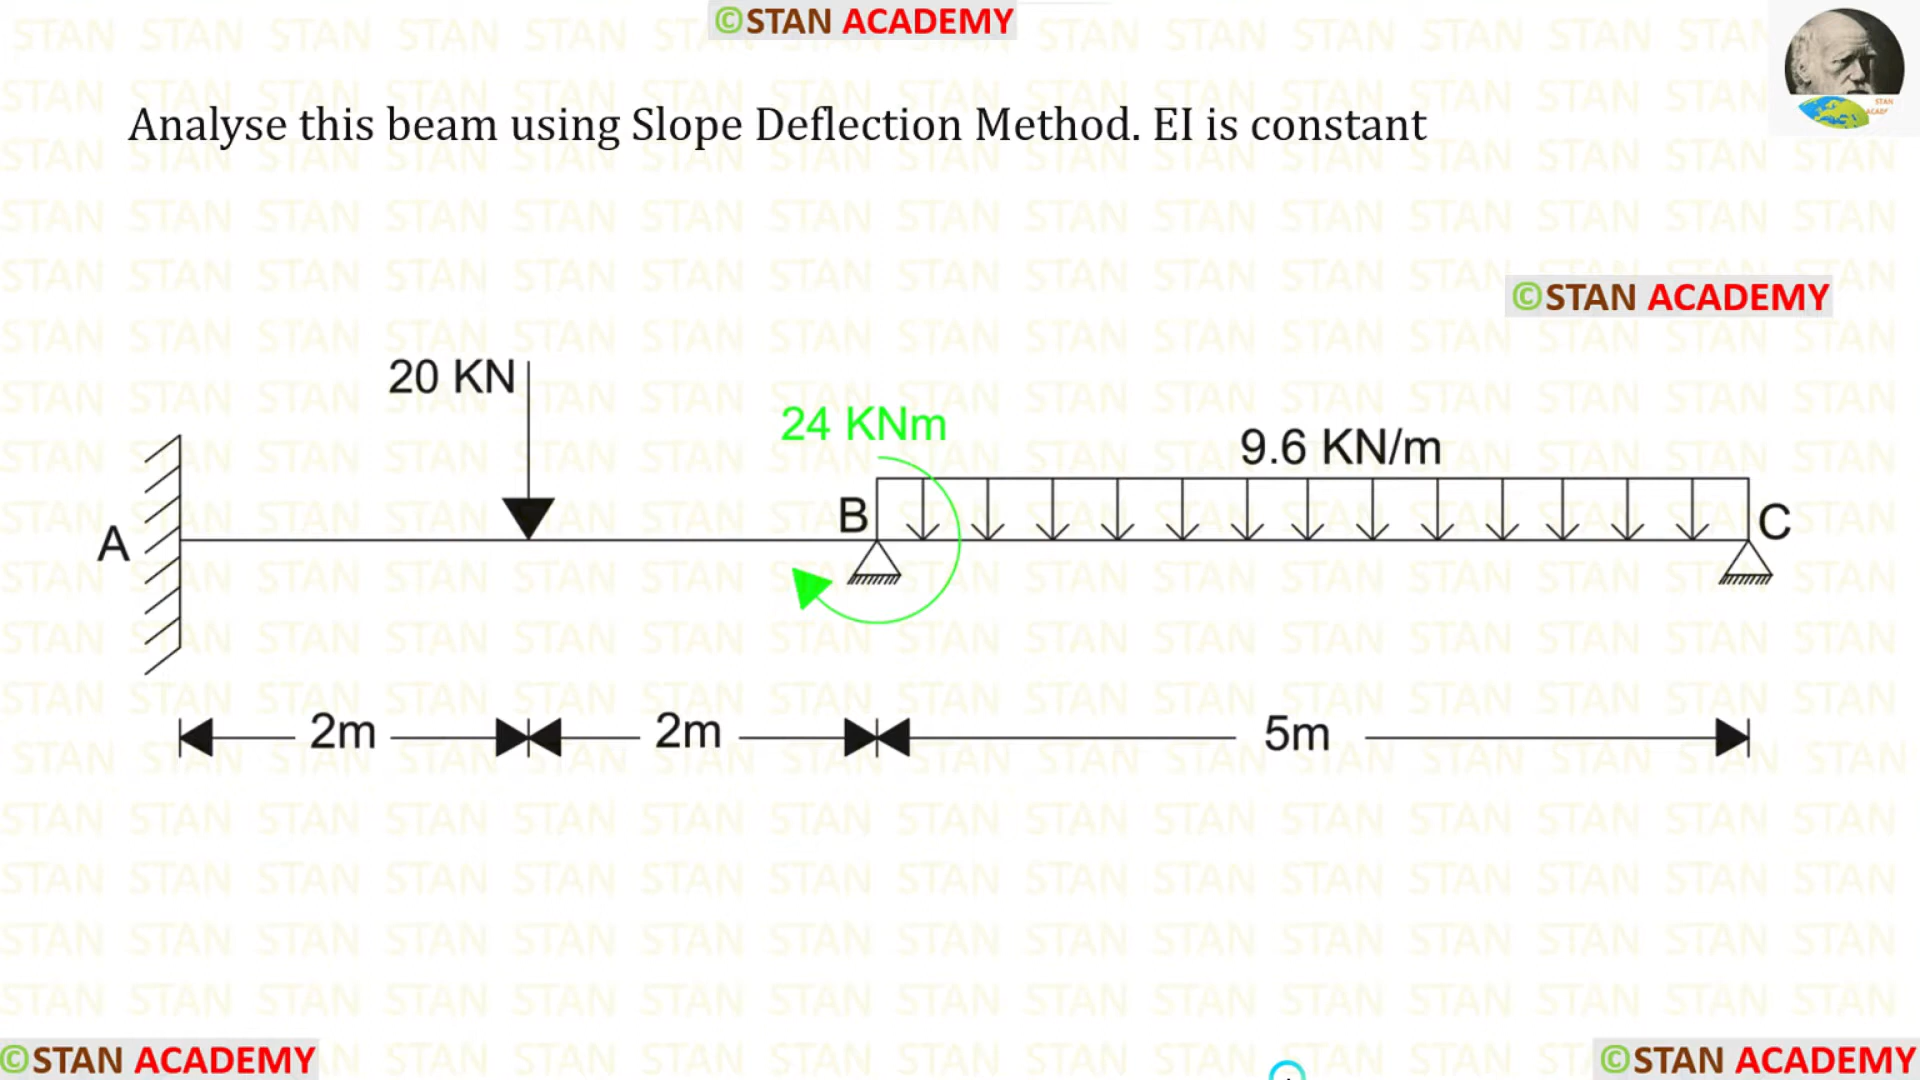 ©STAN ACADEMY
Analyse this beam using Slope Deflection Method. EI is constant
©STAN ACADEMY
20 KN
24 KNm
9.6 KN/m
A
B
C
2m
2m
5m
©STAN ACADEMY
©STAN ACADEMY